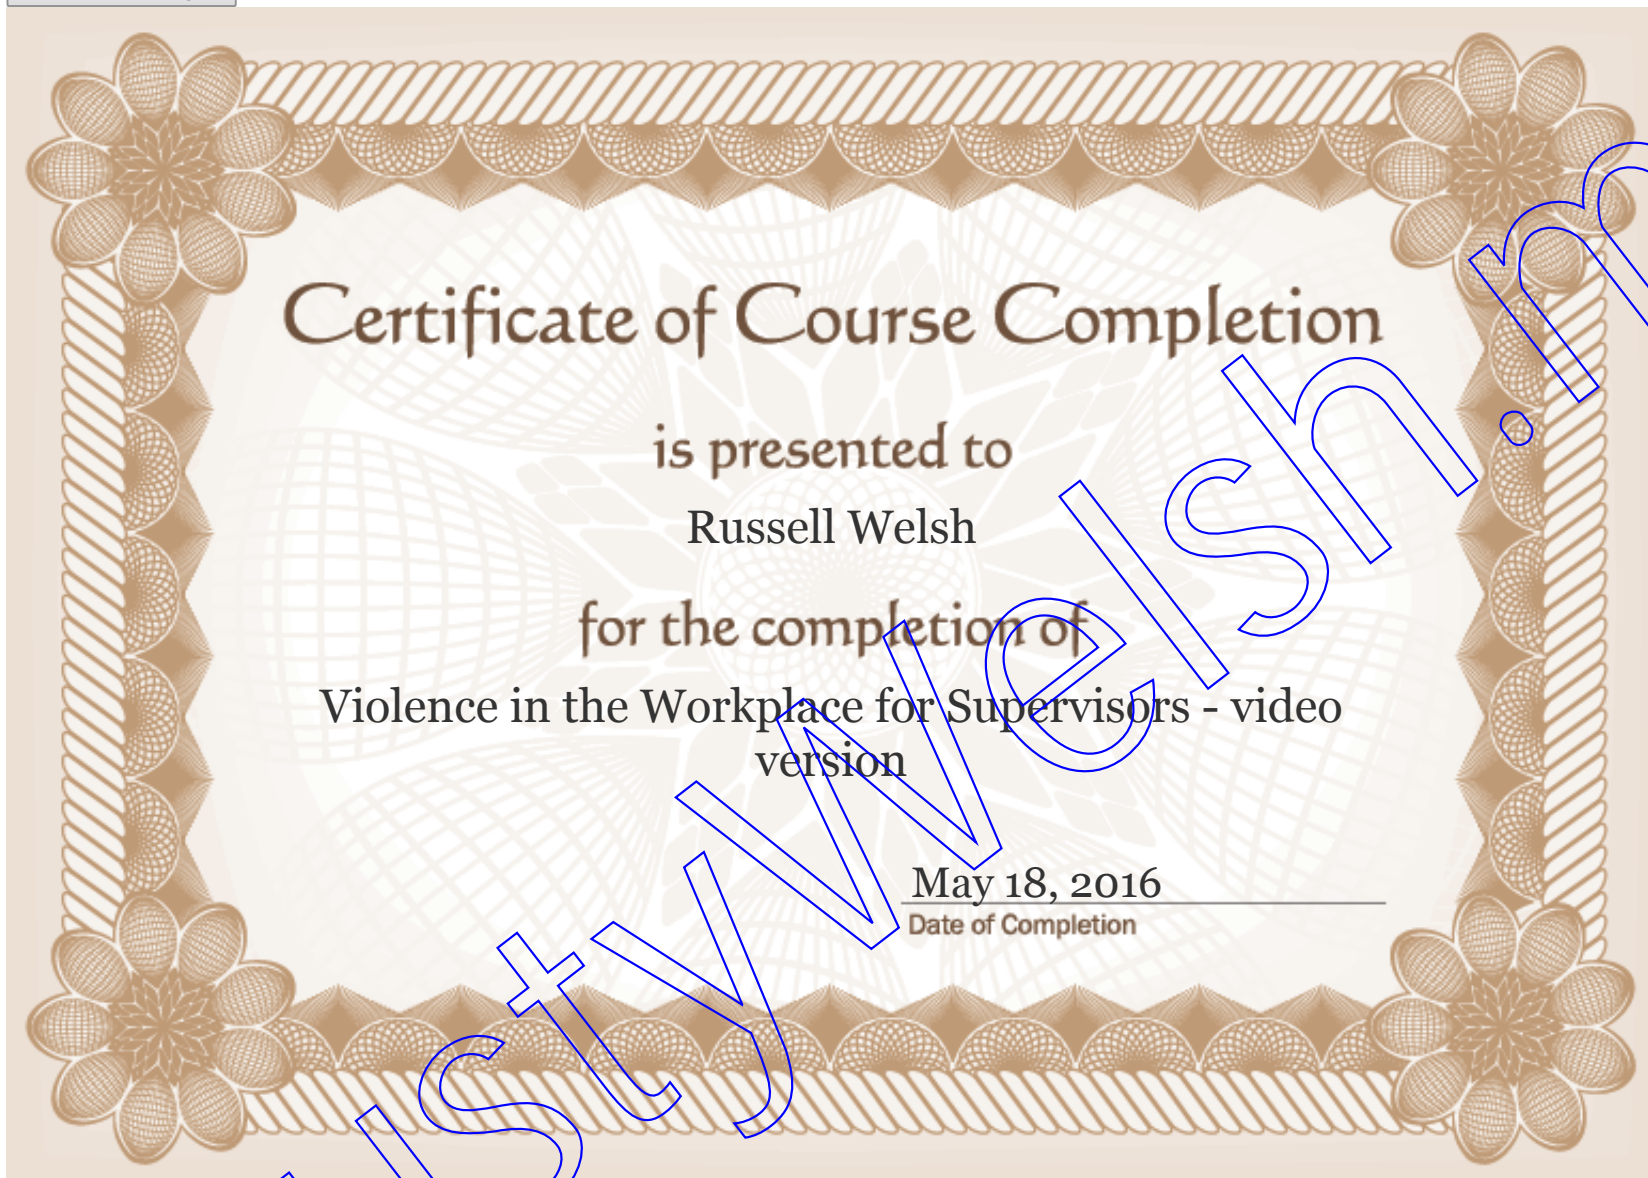 Certificate of Course Completion
is presented to
Russell Welsh
for the completion of
Violence in the Workplace for Supervisors - video
version
May 18, 2016
Date of Completion
ustyWelsh.m